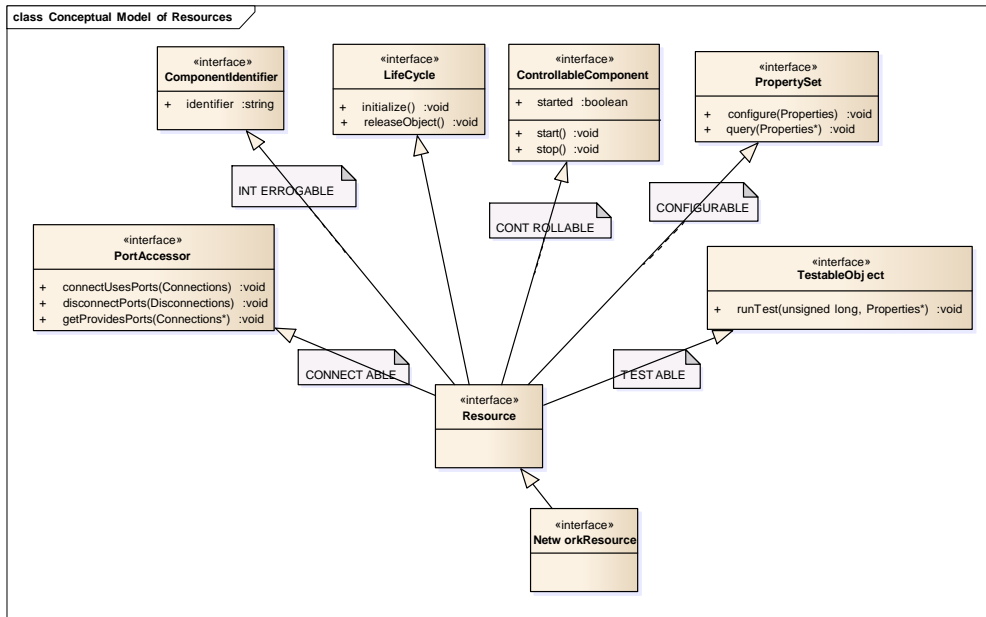 class Conceptual Model of Resources
«interface»
ComponentIdentifier
+ identifier :string
«interface»
LifeCycle
+ initialize() :void
+ releaseObject() :void
«interface»
ControllableComponent
+ started :boolean
+ start() :void
+ stop() :void
«interface»
PropertySet
+ configure(Properties) :void
+ query(Properties*) :void
INT ERROGABLE
CONT ROLLABLE
CONFIGURABLE
«interface»
PortAccessor
+ connectUsesPorts(Connections) :void
+ disconnectPorts(Disconnections) :void
+ getProvidesPorts(Connections*) :void
«interface»
TestableObj ect
+ runTest(unsigned long, Properties*) :void
CONNECT ABLE
T EST ABLE
«interface»
Resource
«interface»
Netw orkResource